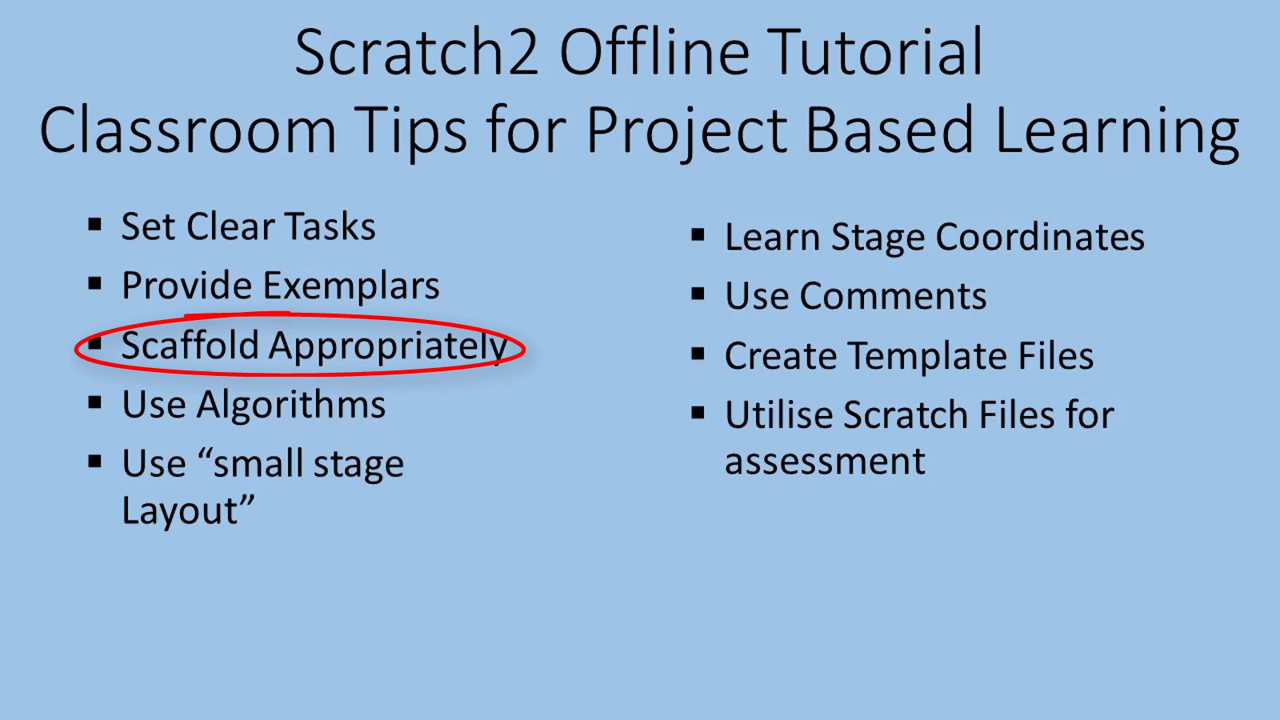 Scratch2 Offline Tutorial
Classroom Tips for Project Based Learning
▪ Set Clear Tasks
▪ Provide Exemplars
▪ Scaffold Appropriately
▪ Use Algorithms
▪ Use “small stage
Layout”
▪ Learn Stage Coordinates
▪ Use Comments
▪ Create Template Files
▪ Utilise Scratch Files for
assessment